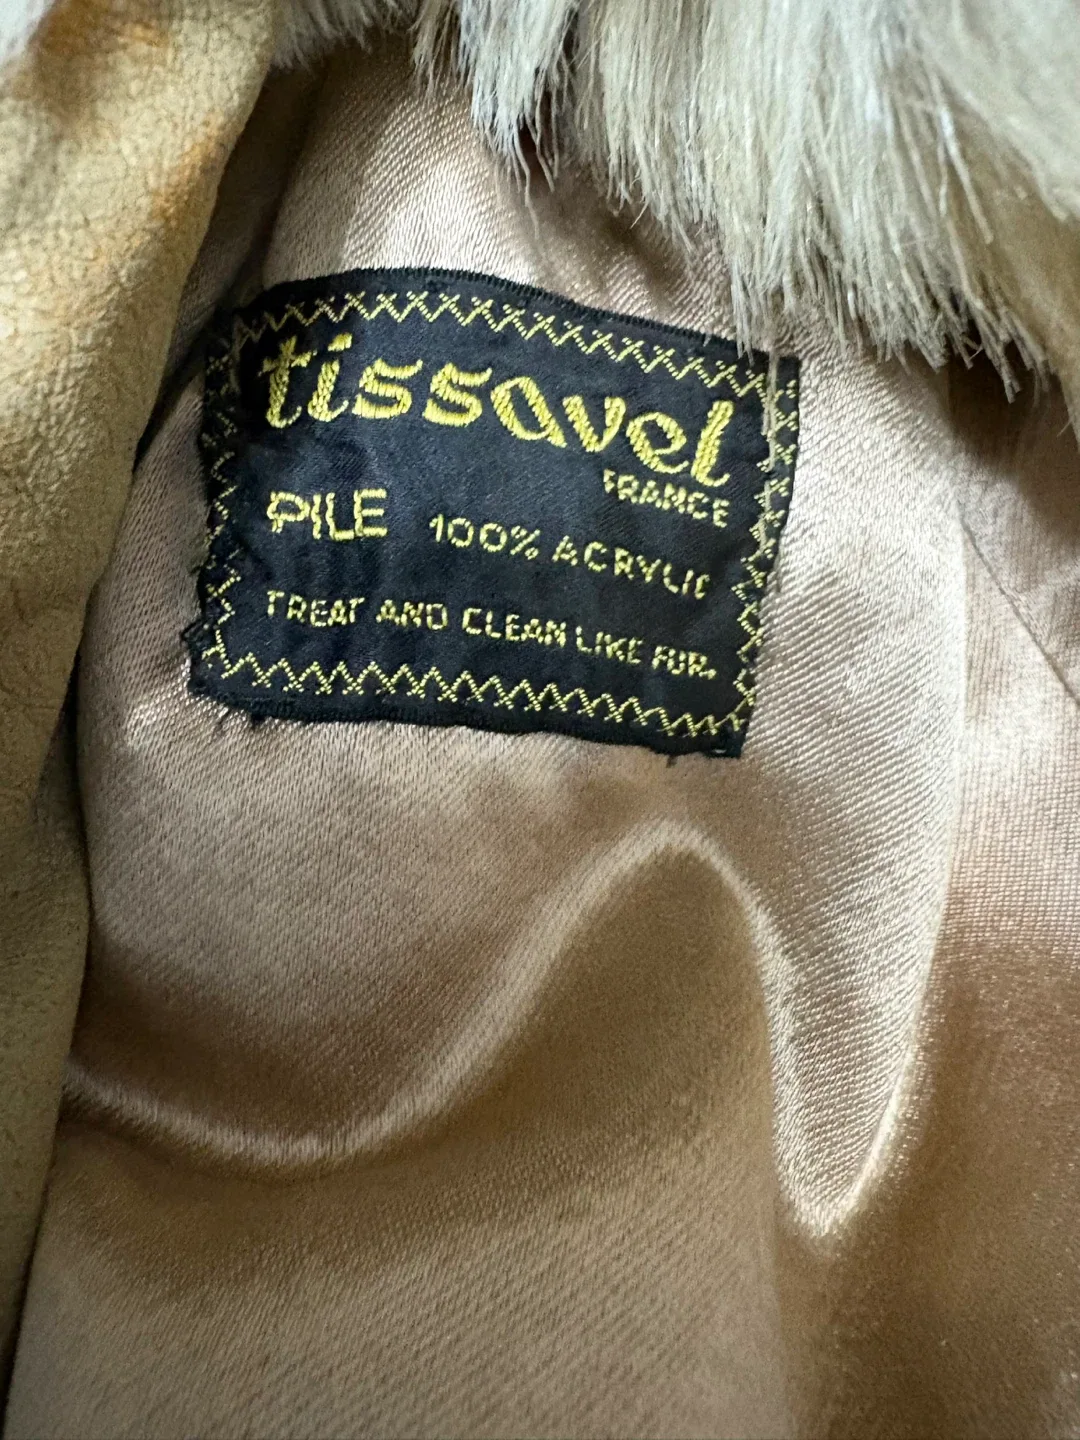 tissavel
FRANCE
PILE 100% ACRYLIC
TREAT AND CLEAN LIKE FUR.